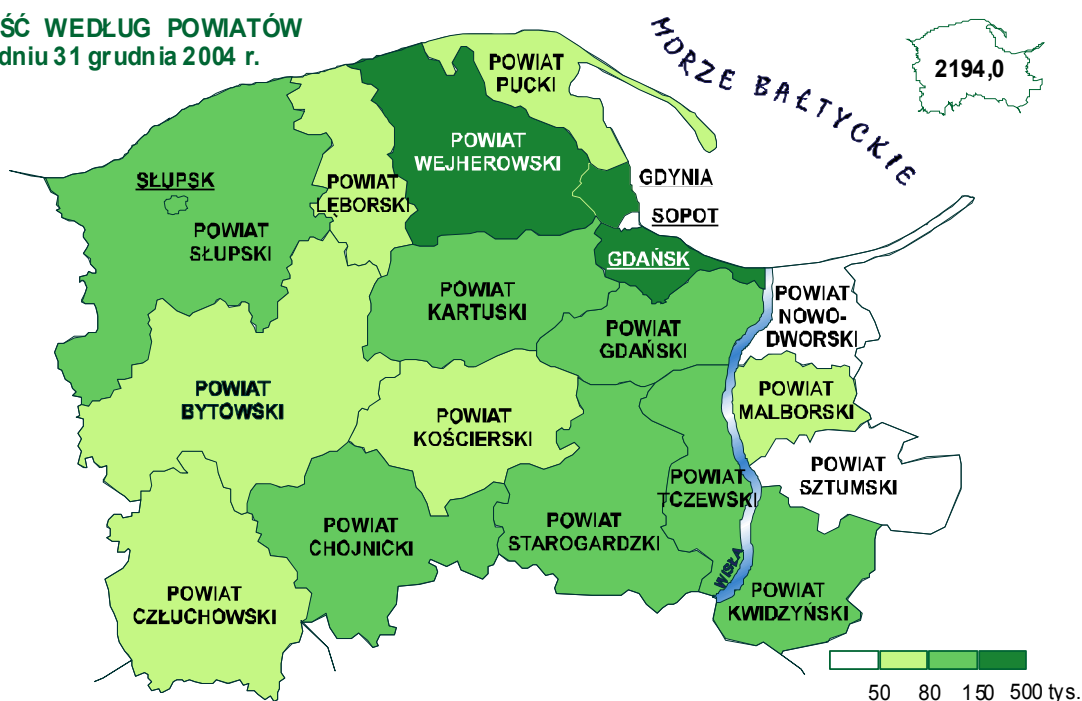 ŚĆ WEDŁUG POWIATÓW
dniu 31 grudnia 2004 r.
MORZE BAŁTYCKIE
2194,0
POWIAT
PUCKI
POWIAT
WEJHEROWSKI
GDYNIA
SŁUPSK
POWIAT
LĘBORSKI
SOPOT
POWIAT
SŁUPSKI
GDAŃSK
POWIAT
KARTUSKI
POWIAT
NOWO-
DWORSKI
POWIAT
GDAŃSKI
POWIAT
BYTOWSKI
POWIAT
MALBORSKI
POWIAT
KOŚCIERSKI
POWIAT
SZTUMSKI
POWIAT
TCZEWSKI
POWIAT
CHOJNICKI
POWIAT
STAROGARDZKI
WISŁA
POWIAT
CZŁUCHOWSKI
POWIAT
KWIDZYŃSKI
50 80 150 500 tys.